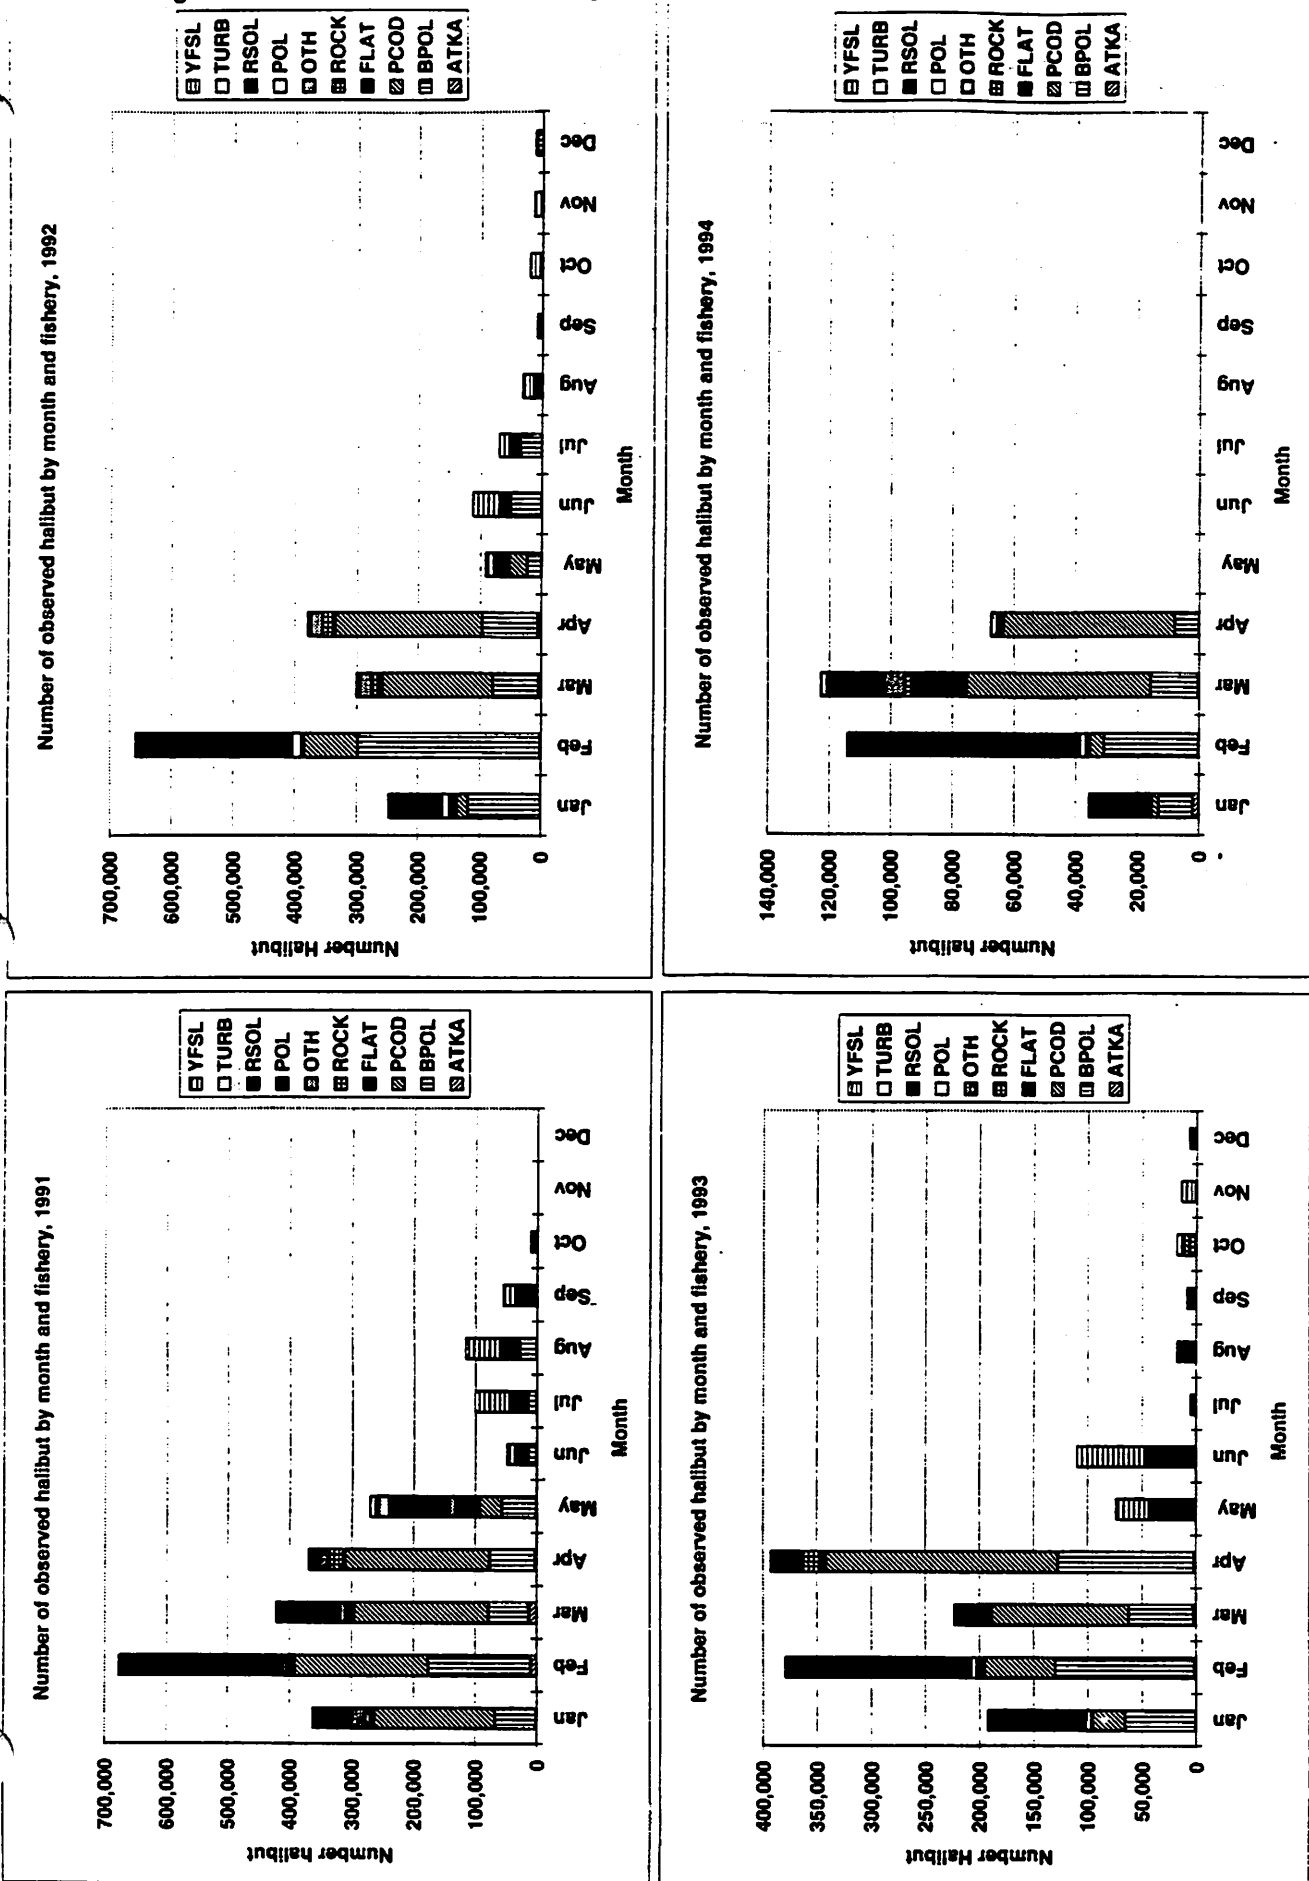 Number of observed halibut by month and fishery, 1991
Number halibut
700,000
600,000
500,000
400,000
300,000
200,000
100,000
0
Jan
Feb
Mar
Apr
May
Jun
Jul
Aug
Sep
Oct
Nov
Dec
Month
YFSL
TURB
RSOL
POL
OTH
ROCK
FLAT
PCOD
BPOL
ATKA
Number of observed halibut by month and fishery, 1992
Number Halibut
700,000
600,000
500,000
400,000
300,000
200,000
100,000
0
Jan
Feb
Mar
Apr
May
Jun
Jul
Aug
Sep
Oct
Nov
Dec
Month
YFSL
TURB
RSOL
POL
OTH
ROCK
FLAT
PCOD
BPOL
ATKA
Number of observed halibut by month and fishery, 1993
Number Halibut
400,000
350,000
300,000
250,000
200,000
150,000
100,000
50,000
0
Jan
Feb
Mar
Apr
May
Jun
Jul
Aug
Sep
Oct
Nov
Dec
Month
YFSL
TURB
RSOL
POL
OTH
ROCK
FLAT
PCOD
BPOL
ATKA
Number of observed halibut by month and fishery, 1994
Number halibut
140,000
120,000
100,000
80,000
60,000
40,000
20,000
0
Jan
Feb
Mar
Apr
May
Jun
Jul
Aug
Sep
Oct
Nov
Dec
Month
YFSL
TURB
RSOL
POL
OTH
ROCK
FLAT
PCOD
BPOL
ATKA